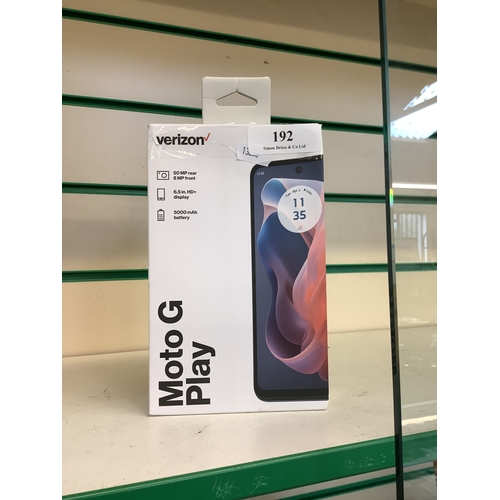 192
Simon Drien & Co Ltd
verizon
50 MP rear
8 MP front
6.5 in. HD+
display
5000 mAh
battery
11
35
Moto G
Play